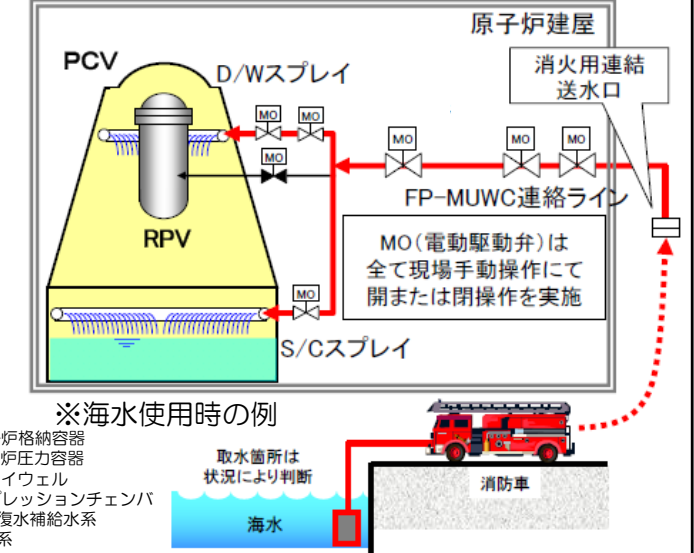 原子炉建屋
PCV
D/Wスプレイ
消火用連結
送水口
MO
MO
MO
MO
MO
MO
FP-MUWC連絡ライン
RPV
MO(電動駆動弁)は
全て現場手動操作にて
開または閉操作を実施
MO
S/Cスプレイ
※海水使用時の例
炉格納容器
炉圧力容器
イウェル
プレッションチェンバ
復水補給水系
系
取水箇所は
状況により判断
消防車
海水